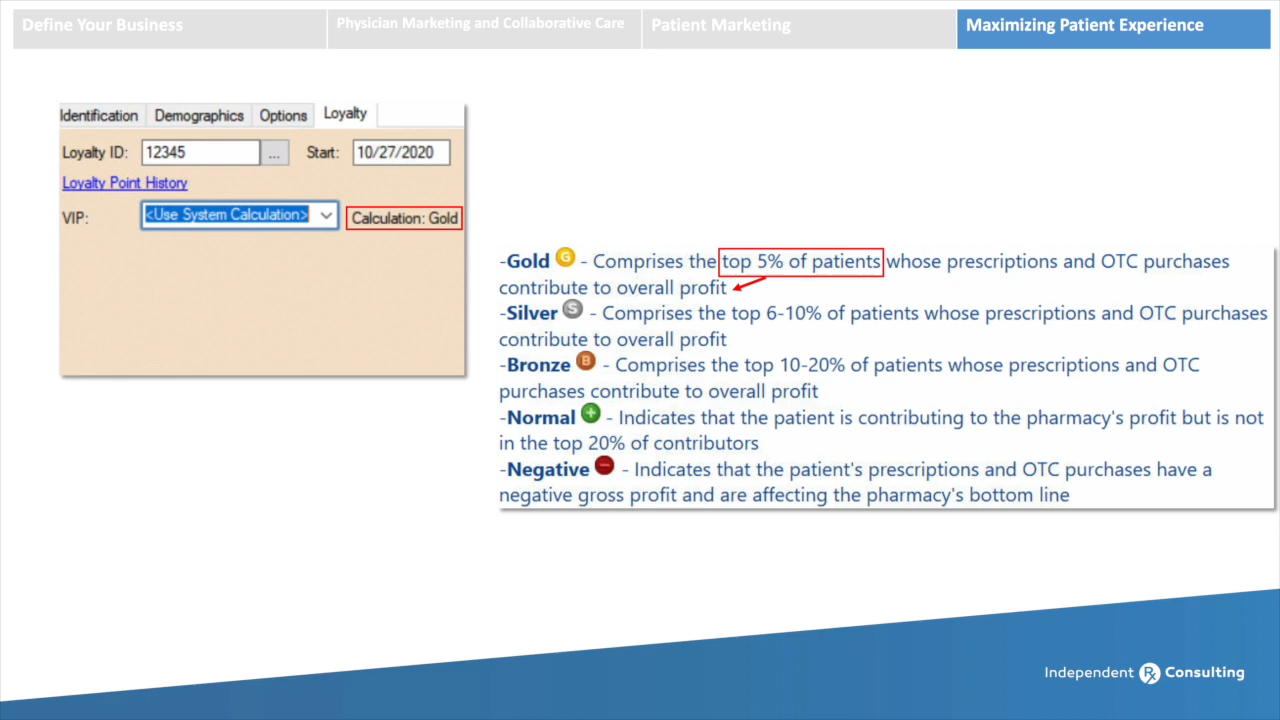 Define Your Business
Physician Marketing and Collaborative Care
Patient Marketing
Maximizing Patient Experience
Identification Demographics Options Loyalty
Loyalty ID: 12345 ... Start: 10/27/2020
Loyalty Point History
VIP: <Use System Calculation> Calculation: Gold
-Gold G - Comprises the top 5% of patients whose prescriptions and OTC purchases
contribute to overall profit
-Silver S - Comprises the top 6-10% of patients whose prescriptions and OTC purchases
contribute to overall profit
-Bronze B - Comprises the top 10-20% of patients whose prescriptions and OTC
purchases contribute to overall profit
-Normal + - Indicates that the patient is contributing to the pharmacy's profit but is not
in the top 20% of contributors
-Negative - - Indicates that the patient's prescriptions and OTC purchases have a
negative gross profit and are affecting the pharmacy's bottom line
Independent Rx Consulting